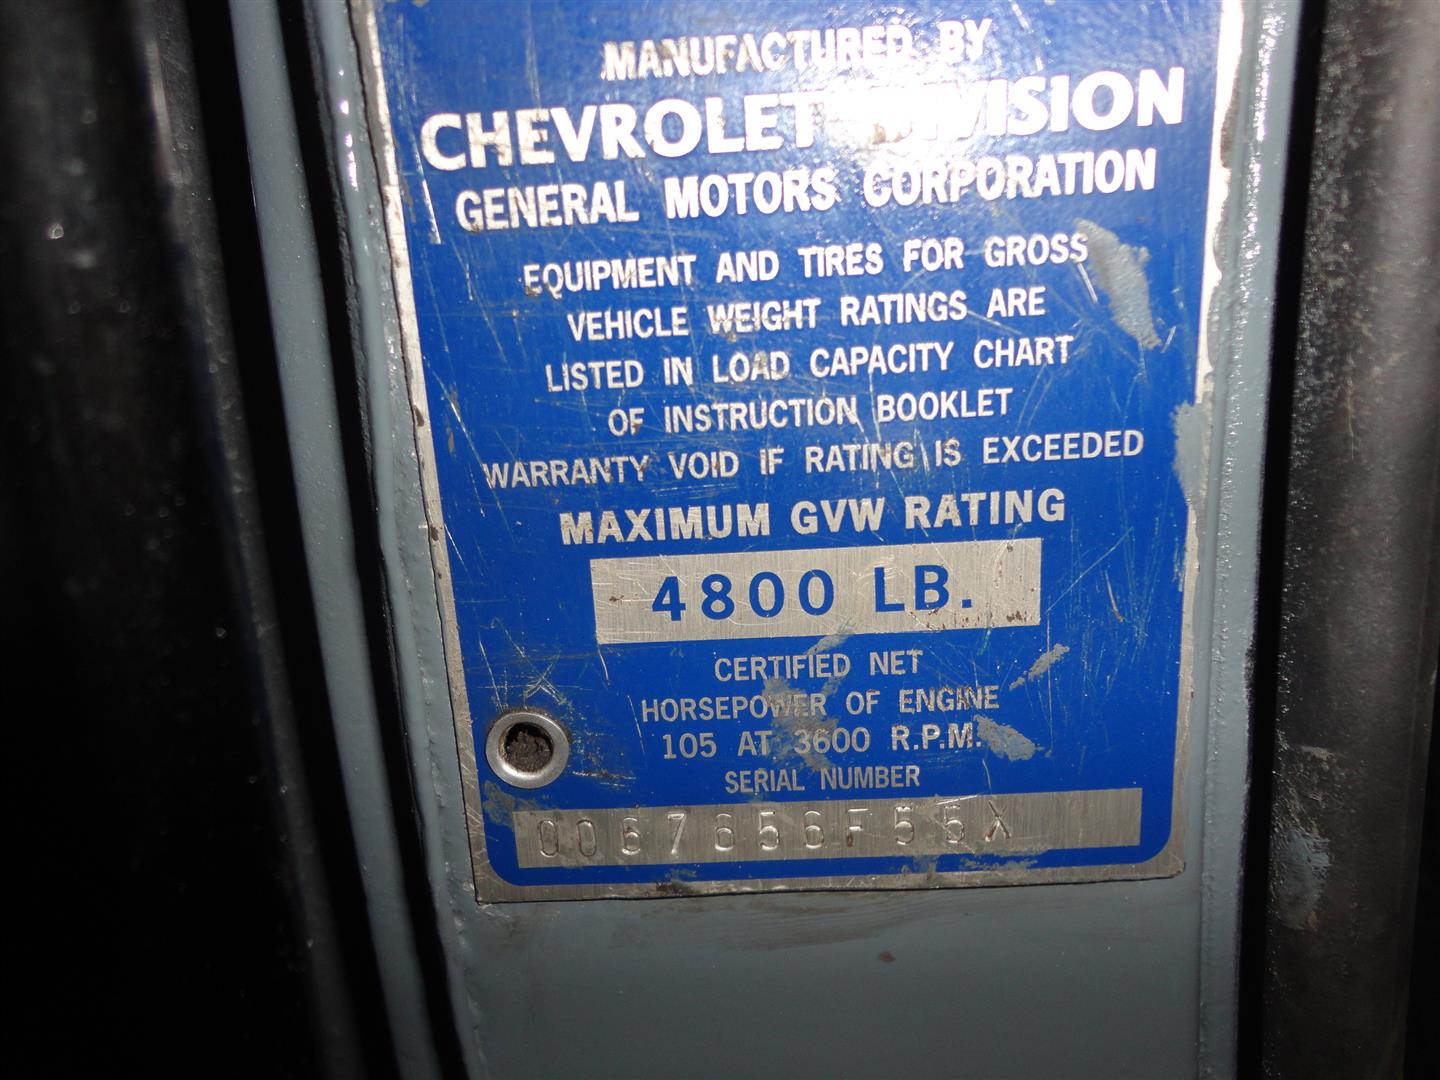 MANUFACTURED BY
CHEVROLET DIVISION
GENERAL MOTORS CORPORATION
EQUIPMENT AND TIRES FOR GROSS
VEHICLE WEIGHT RATINGS ARE
LISTED IN LOAD CAPACITY CHART
OF INSTRUCTION BOOKLET
WARRANTY VOID IF RATING IS EXCEEDED
MAXIMUM GVW RATING
4800 LB.
CERTIFIED NET
HORSEPOWER OF ENGINE
105 AT 3600 R.P.M.
SERIAL NUMBER
0067656F55X